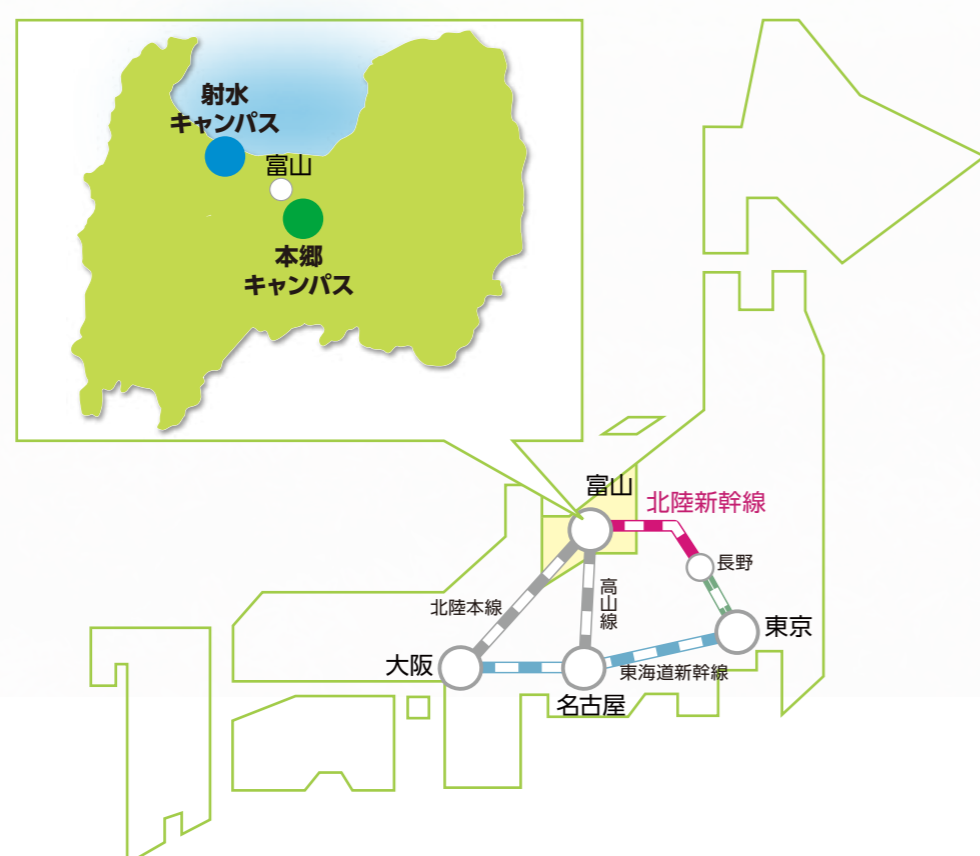 射水
キャンパス
富山
本郷
キャンパス
富山
北陸新幹線
長野
北陸本線
高山線
東京
大阪
東海道新幹線
名古屋